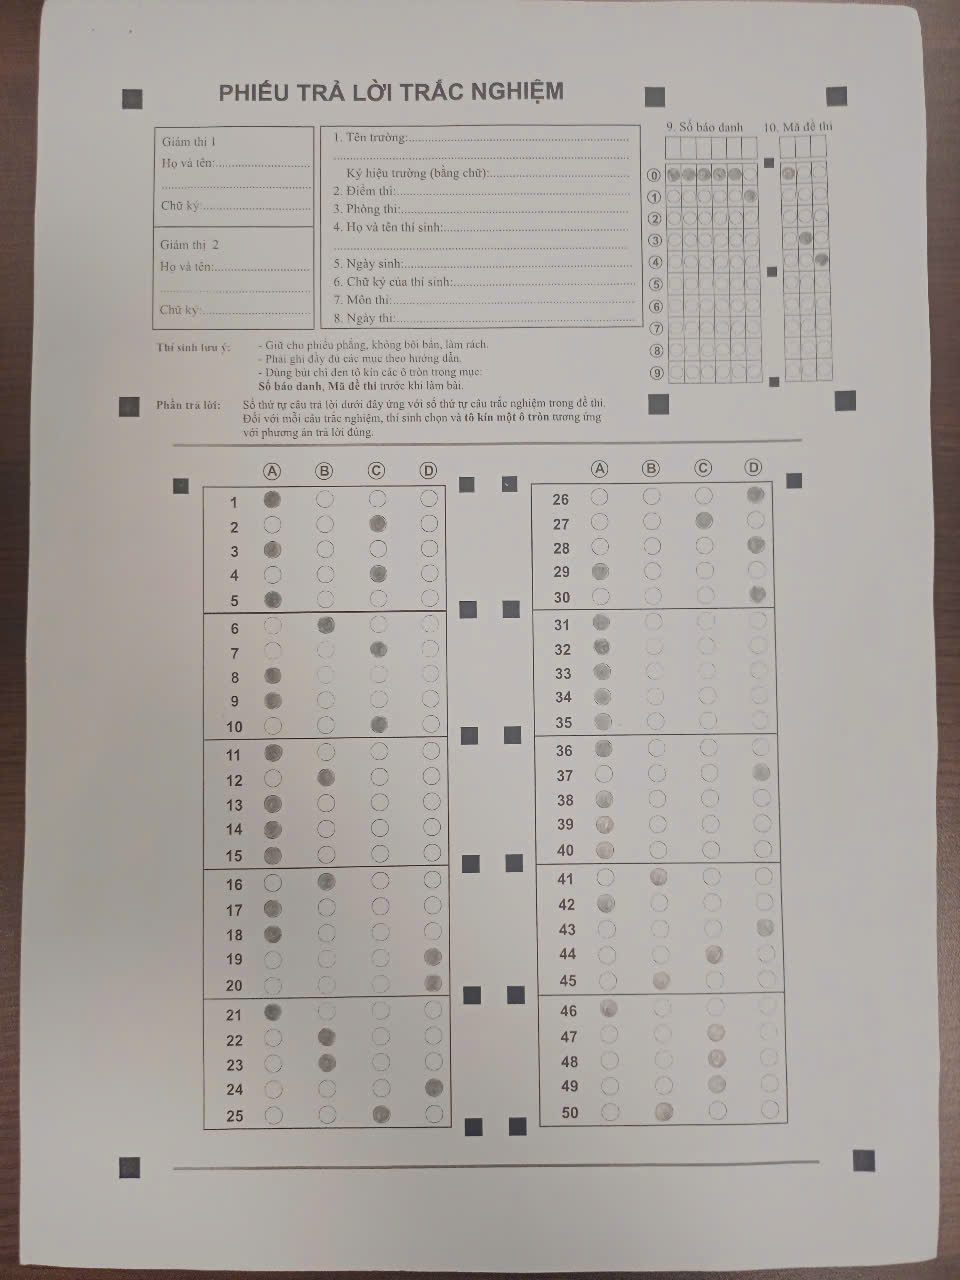 PHIẾU TRẢ LỜI TRẮC NGHIỆM
Giám thị 1
Họ và tên:
Chữ ký:
Giám thị 2
Họ và tên:
Chữ ký:
1. Tên trường:
Ký hiệu trường (bằng chữ):
2. Điểm thi:
3. Phòng thi:
4. Họ và tên thí sinh:
5. Ngày sinh:
6. Chữ ký của thí sinh:
7. Môn thi:
8. Ngày thi:
9. Số báo danh
10. Mã đề thi
0
1
2
3
4
5
6
7
8
9
Thí sinh lưu ý:
- Giữ cho phiếu phẳng, không bôi bẩn, làm rách.
- Phải ghi đầy đủ các mục theo hướng dẫn.
- Dùng bút chì đen tô kín các ô tròn trong mục:
Số báo danh, Mã đề thi trước khi làm bài.
Phần trả lời: Số thứ tự câu trả lời dưới đây ứng với số thứ tự câu trắc nghiệm trong đề thi.
Đối với mỗi câu trắc nghiệm, thí sinh chọn và tô kín một ô tròn tương ứng
với phương án trả lời đúng.
A B C D
1
2
3
4
5
6
7
8
9
10
11
12
13
14
15
16
17
18
19
20
21
22
23
24
25
A B C D
26
27
28
29
30
31
32
33
34
35
36
37
38
39
40
41
42
43
44
45
46
47
48
49
50